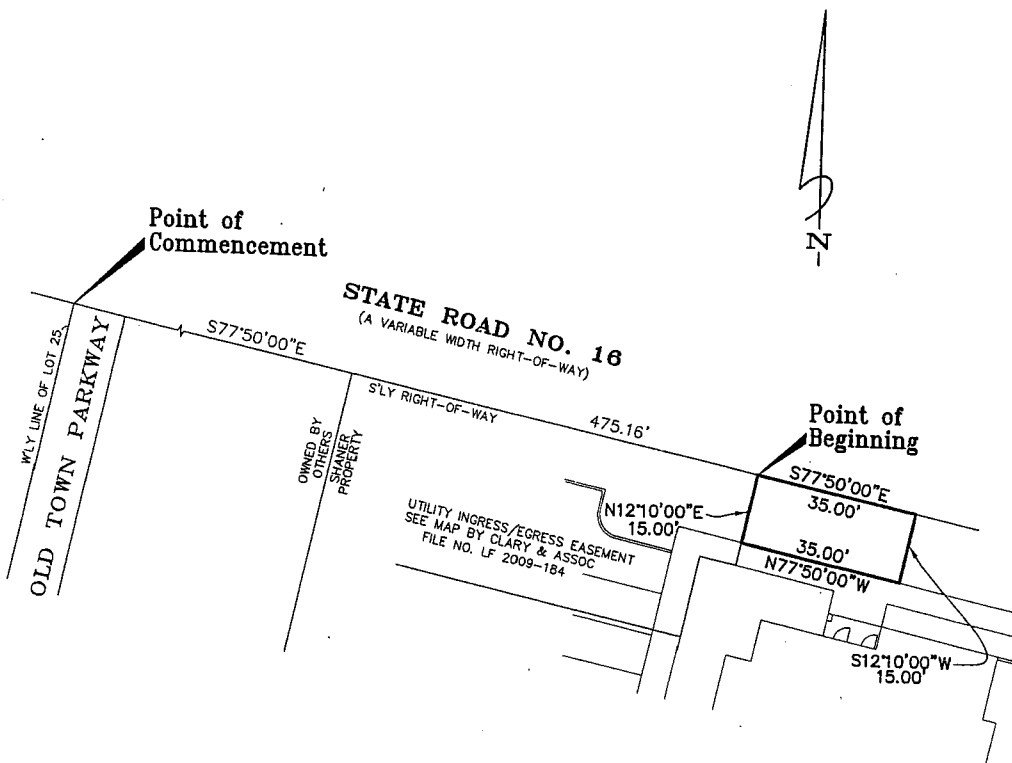 N
Point of
Commencement
STATE ROAD NO. 16
(A VARIABLE WIDTH RIGHT-OF-WAY)
S77°50'00"E
W'LY LINE OF LOT 25
OLD TOWN PARKWAY
S'LY RIGHT-OF-WAY
475.16'
OWNED BY
OTHERS
SHANER
PROPERTY
Point of
Beginning
S77°50'00"E
35.00'
N12°10'00"E
15.00'
35.00'
N77°50'00"W
UTILITY INGRESS/EGRESS EASEMENT
SEE MAP BY CLARY & ASSOC
FILE NO. LF 2009-184
S12°10'00"W
15.00'